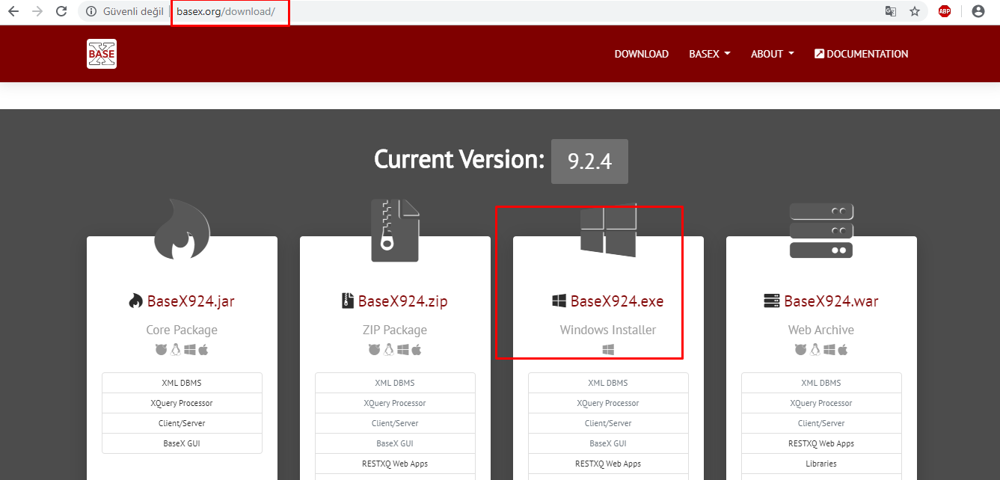 Güvenli değil | basex.org/download/
ABP
BASE X
DOWNLOAD BASEX ABOUT DOCUMENTATION
Current Version: 9.2.4
BaseX924.jar
Core Package
XML DBMS
XQuery Processor
Client/Server
BaseX GUI
BaseX924.zip
ZIP Package
XML DBMS
XQuery Processor
Client/Server
BaseX GUI
RESTXQ Web Apps
BaseX924.exe
Windows Installer
XML DBMS
XQuery Processor
Client/Server
BaseX GUI
RESTXQ Web Apps
BaseX924.war
Web Archive
XML DBMS
XQuery Processor
Client/Server
RESTXQ Web Apps
Libraries